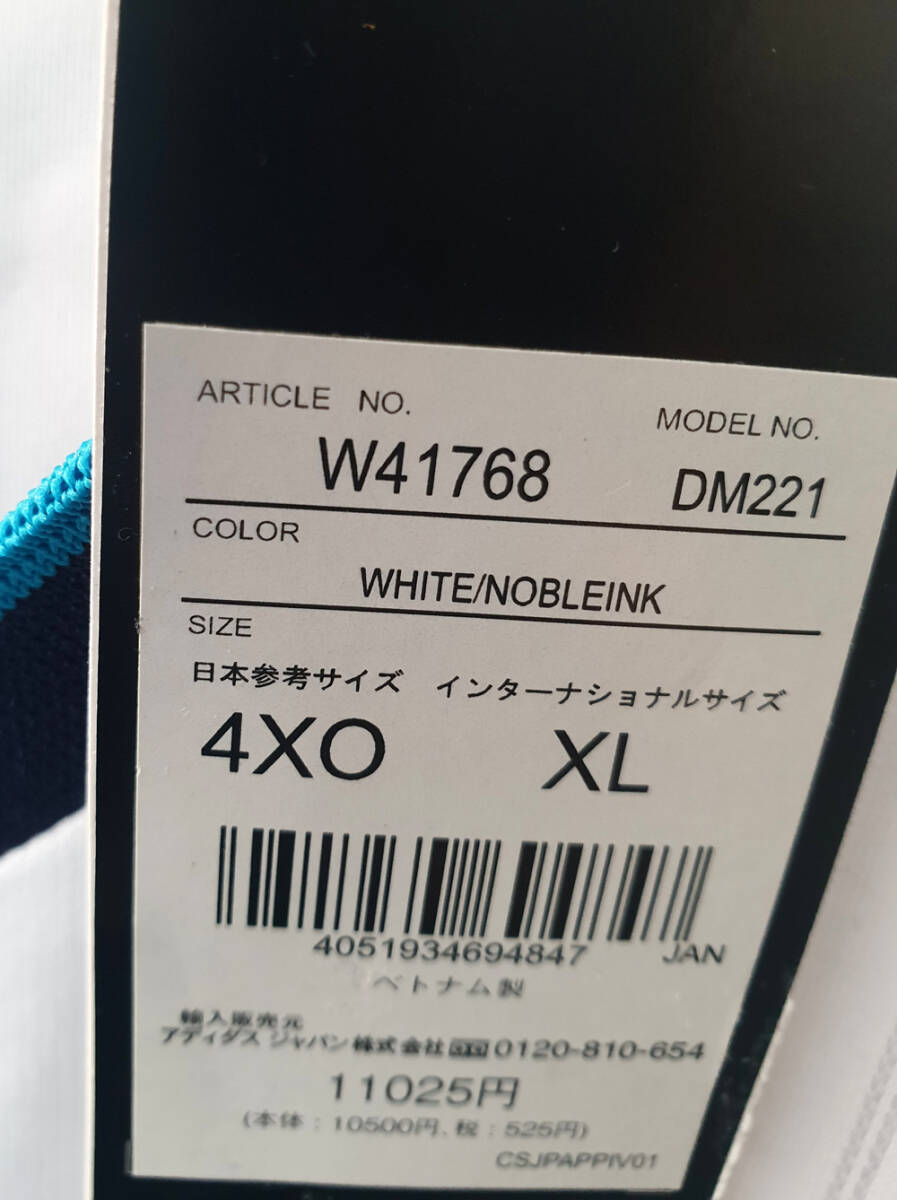 ARTICLE NO. MODEL NO.
W41768 DM221
COLOR
WHITE/NOBLEINK
SIZE
日本参考サイズ インターナショナルサイズ
4XO XL
4051934694847 JAN
ベトナム製
輸入販売元
アディダス ジャパン株式会社 0120-810-654
11025円
(本体:10500円、税:525円)
CSJPAPPIV01